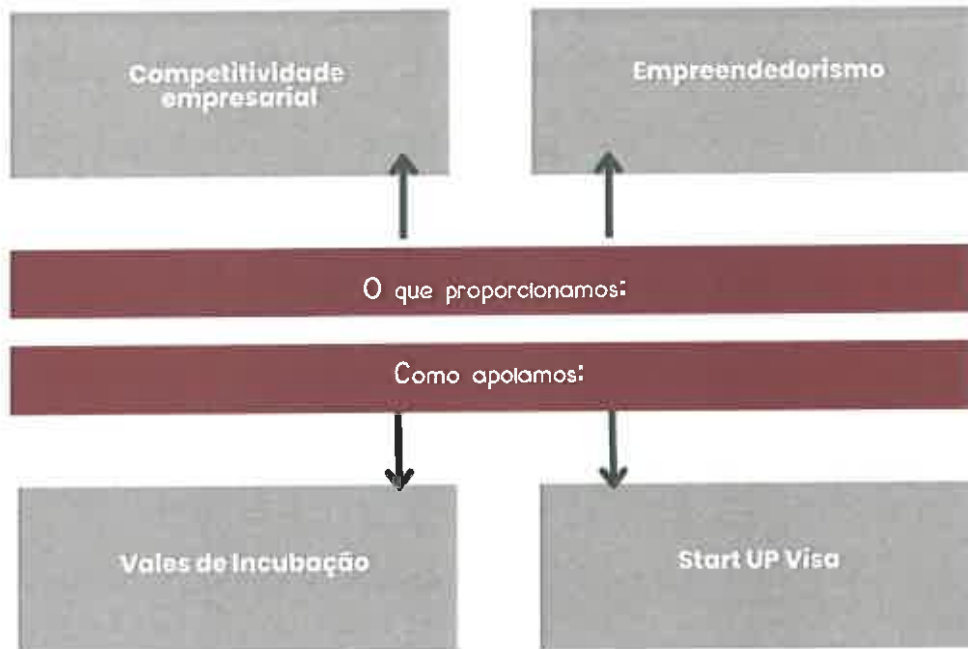 Competitividade
empresarial
Empreendedorismo
O que proporcionamos:
Como apoiamos:
Vales de Incubação
Start UP Visa